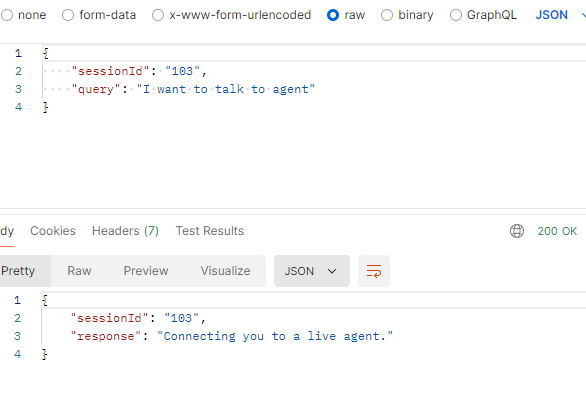 none form-data x-www-form-urlencoded raw binary GraphQL JSON
1 {
2 "sessionId": "103",
3 "query": "I want to talk to agent"
4 }
dy Cookies Headers (7) Test Results 200 OK
Pretty Raw Preview Visualize JSON
1 {
2 "sessionId": "103",
3 "response": "Connecting you to a live agent."
4 }